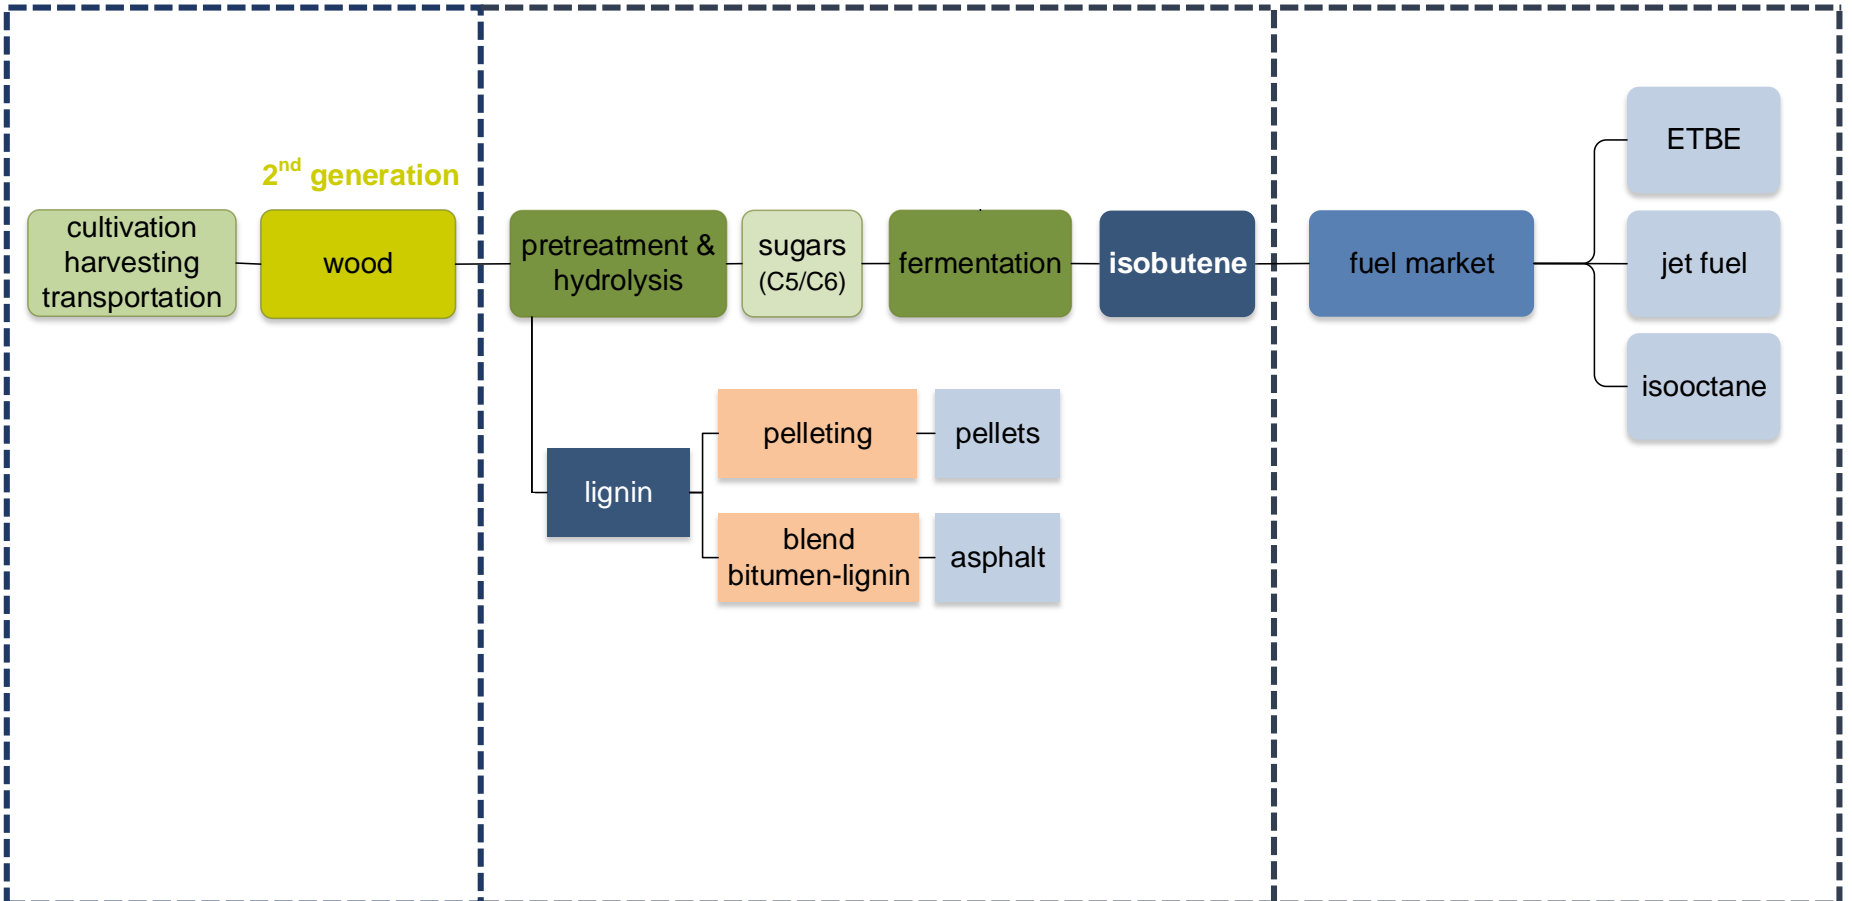 2nd generation
cultivation
harvesting
transportation
wood
pretreatment &
hydrolysis
sugars
(C5/C6)
fermentation
isobutene
fuel market
ETBE
jet fuel
isooctane
lignin
pelleting
pellets
blend
bitumen-lignin
asphalt